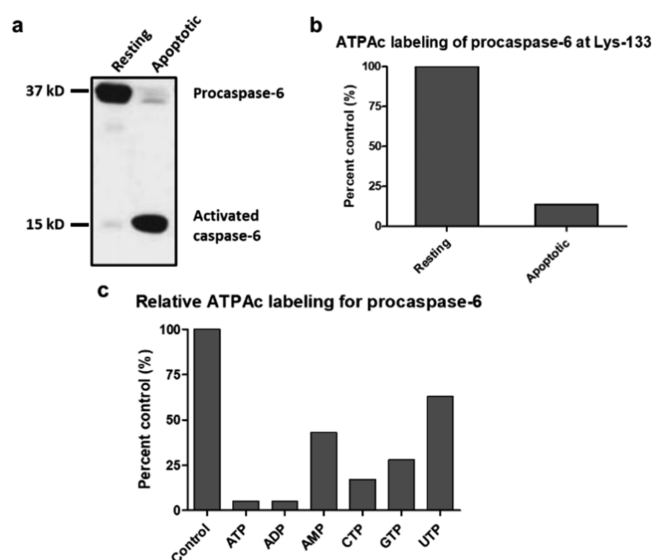 a
Resting
Apoptotic
37 kD
Procaspase-6
15 kD
Activated
caspase-6
b
ATPAc labeling of procaspase-6 at Lys-133
Percent control (%)
100
75
50
25
0
Resting
Apoptotic
c
Relative ATPAc labeling for procaspase-6
Percent control (%)
100
75
50
25
0
Control
ATP
ADP
AMP
CTP
GTP
UTP